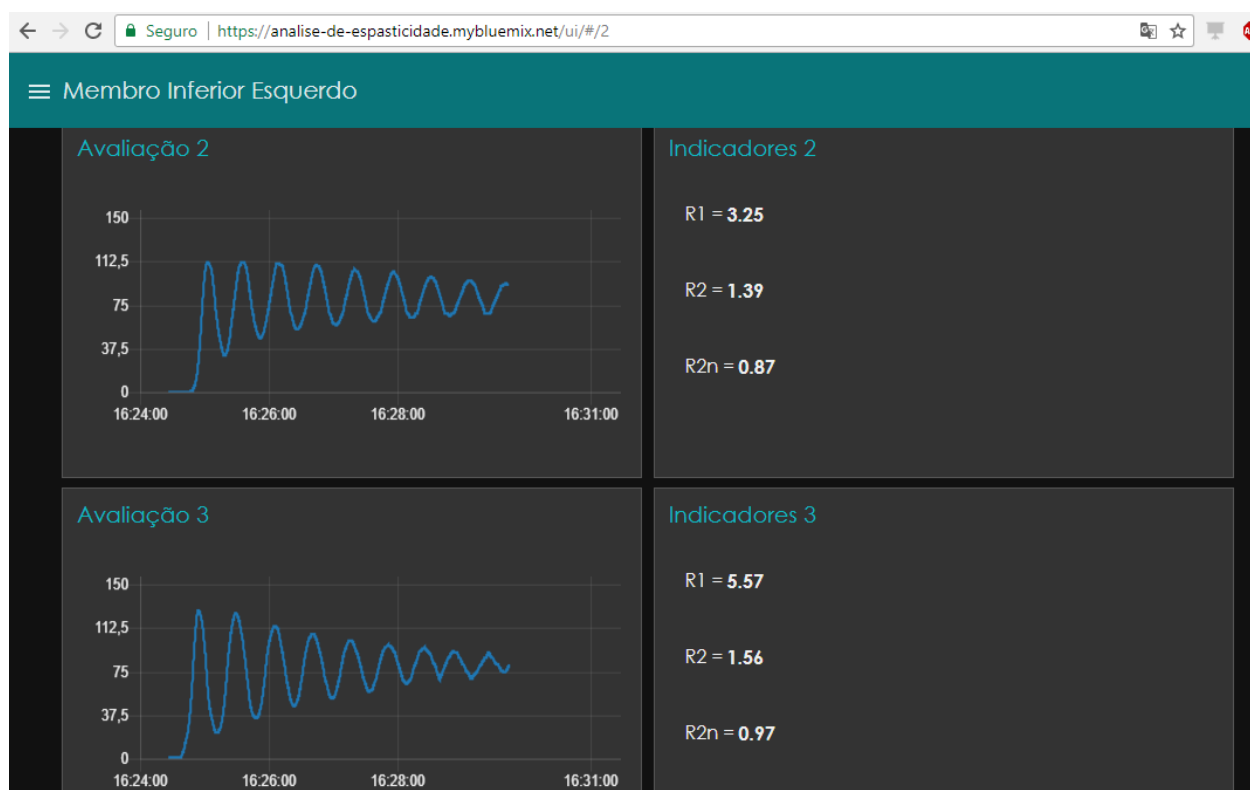 Seguro | https://analise-de-espasticidade.mybluemix.net/ui/#/2
Membro Inferior Esquerdo
Avaliação 2
150
112,5
75
37,5
0
16:24:00 16:26:00 16:28:00 16:31:00
Indicadores 2
R1 = 3.25
R2 = 1.39
R2n = 0.87
Avaliação 3
150
112,5
75
37,5
0
16:24:00 16:26:00 16:28:00 16:31:00
Indicadores 3
R1 = 5.57
R2 = 1.56
R2n = 0.97